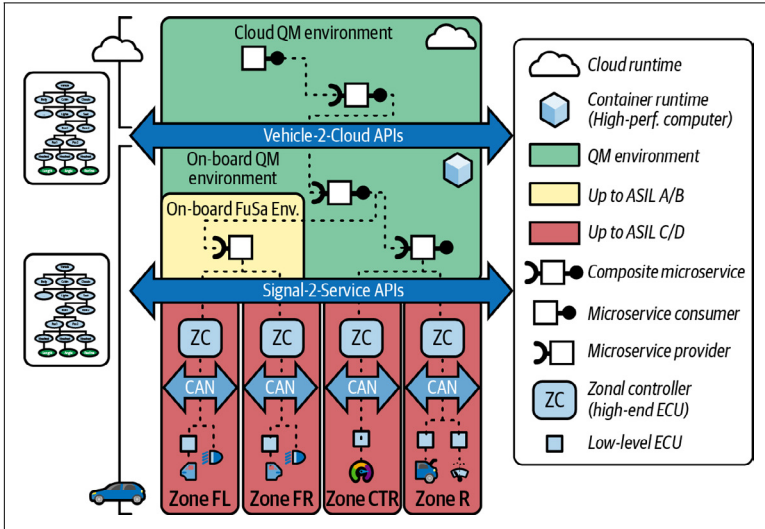 Cloud QM environment
Vehicle-2-Cloud APIs
On-board QM
environment
On-board FuSa Env.
Signal-2-Service APIs
ZC
ZC
ZC
ZC
CAN
CAN
CAN
CAN
Zone FL
Zone FR
Zone CTR
Zone R
Cloud runtime
Container runtime
(High-perf. computer)
QM environment
Up to ASIL A/B
Up to ASIL C/D
Composite microservice
Microservice consumer
Microservice provider
ZC
Zonal controller
(high-end ECU)
Low-level ECU